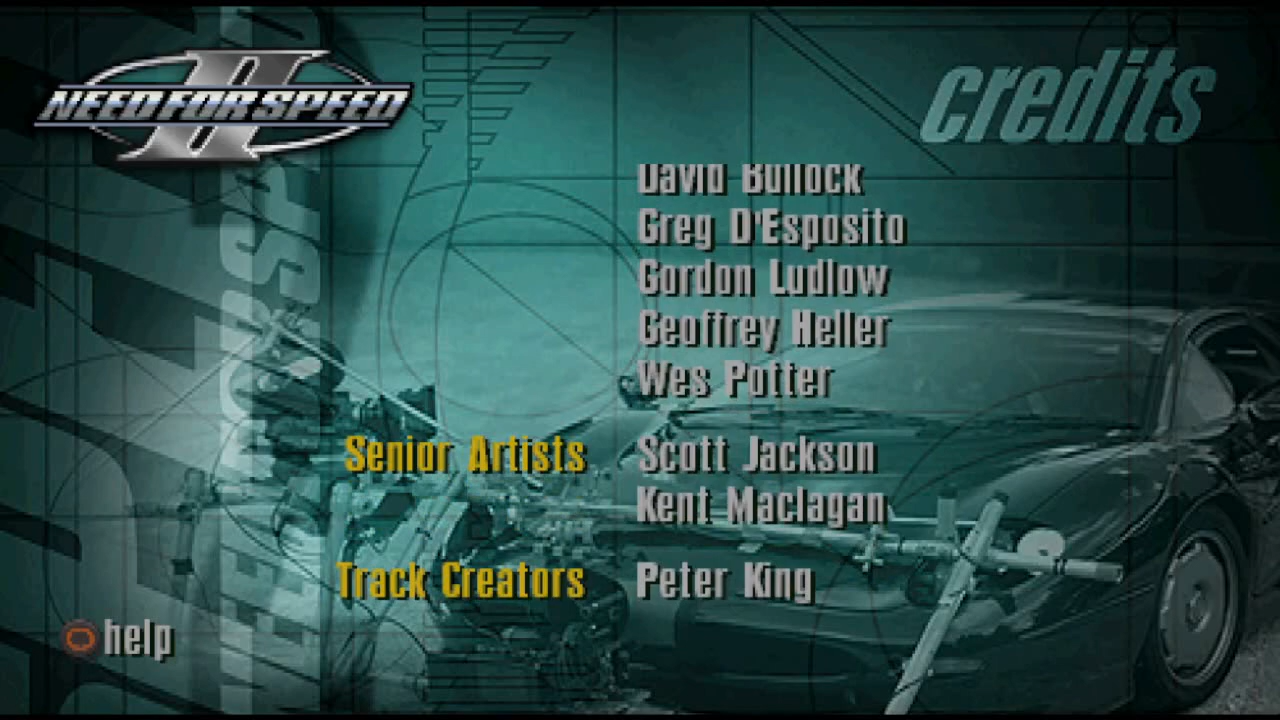 II
NEED FOR SPEED
credits
David Bullock
Greg D'Esposito
Gordon Ludlow
Geoffrey Heller
Wes Potter
Senior Artists Scott Jackson
Kent Maclagan
Track Creators Peter King
help